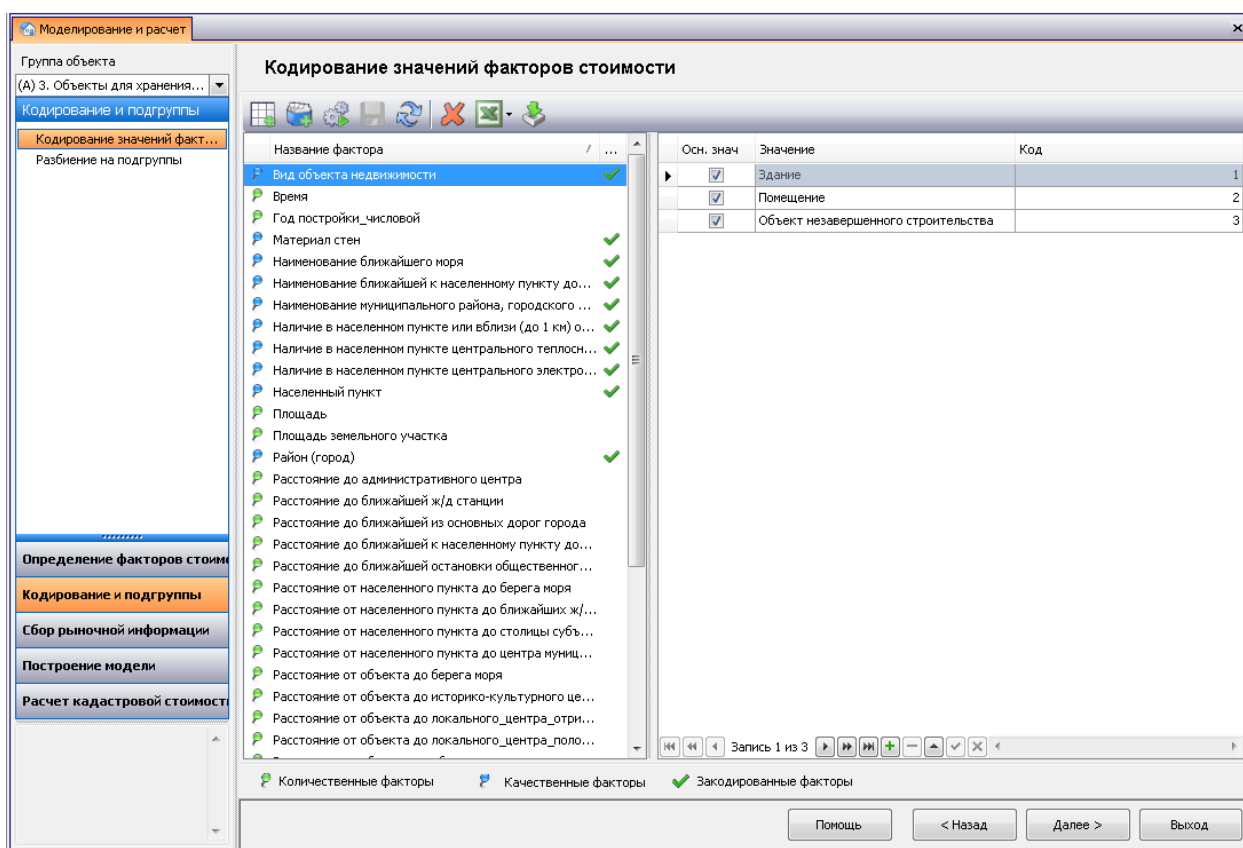 Моделирование и расчет
Группа объекта
(А) 3. Объекты для хранения...
Кодирование и подгруппы
Кодирование значений факт...
Разбиение на подгруппы
Определение факторов стоим
Кодирование и подгруппы
Сбор рыночной информации
Построение модели
Расчет кадастровой стоимост
Кодирование значений факторов стоимости
Название фактора / ...
Вид объекта недвижимости
Время
Год постройки_числовой
Материал стен
Наименование ближайшего моря
Наименование ближайшей к населенному пункту до...
Наименование муниципального района, городского ...
Наличие в населенном пункте или вблизи (до 1 км) о...
Наличие в населенном пункте центрального теплосн...
Наличие в населенном пункте центрального электро...
Населенный пункт
Площадь
Площадь земельного участка
Район (город)
Расстояние до административного центра
Расстояние до ближайшей ж/д станции
Расстояние до ближайшей из основных дорог города
Расстояние до ближайшей к населенному пункту до...
Расстояние до ближайшей остановки общественног...
Расстояние от населенного пункта до берега моря
Расстояние от населенного пункта до ближайших ж/...
Расстояние от населенного пункта до столицы субъ...
Расстояние от населенного пункта до центра муниц...
Расстояние от объекта до берега моря
Расстояние от объекта до историко-культурного це...
Расстояние от объекта до локального_центра_отри...
Расстояние от объекта до локального_центра_поло...
Осн. знач Значение Код
Здание 1
Помещение 2
Объект незавершенного строительства 3
Запись 1 из 3
Количественные факторы Качественные факторы Закодированные факторы
Помощь < Назад Далее > Выход